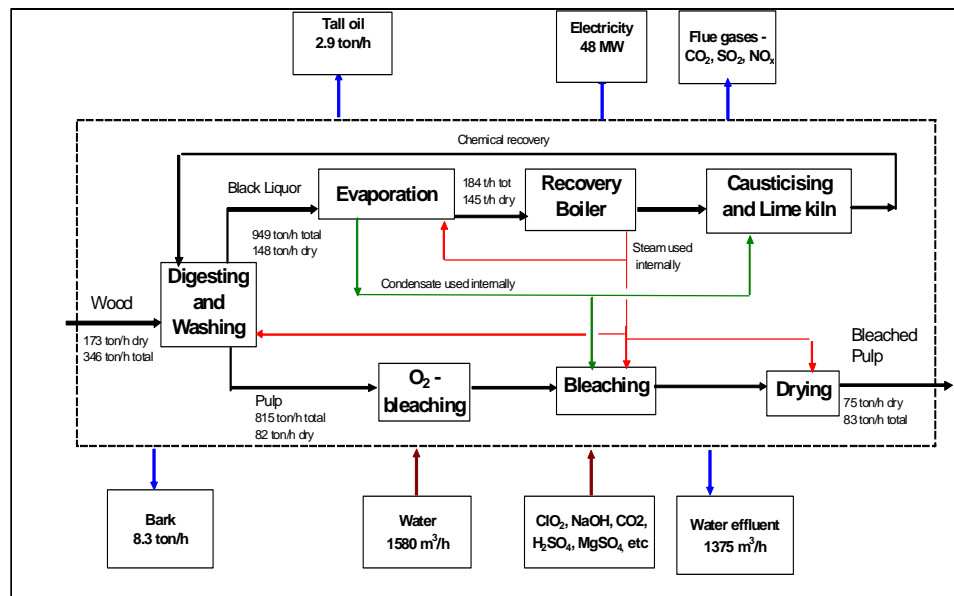 Tall oil
2.9 ton/h
Electricity
48 MW
Flue gases -
CO₂, SO₂, NOₓ
Chemical recovery
Black Liquor
Evaporation
184 t/h tot
145 t/h dry
Recovery
Boiler
Causticising
and Lime kiln
949 ton/h total
148 ton/h dry
Steam used
internally
Digesting
and
Washing
Condensate used internally
Wood
173 ton/h dry
346 ton/h total
Bleached
Pulp
O₂ -
bleaching
Bleaching
Drying
Pulp
815 ton/h total
82 ton/h dry
75 ton/h dry
83 ton/h total
Bark
8.3 ton/h
Water
1580 m³/h
ClO₂, NaOH, CO2,
H₂SO₄, MgSO₄, etc
Water effluent
1375 m³/h